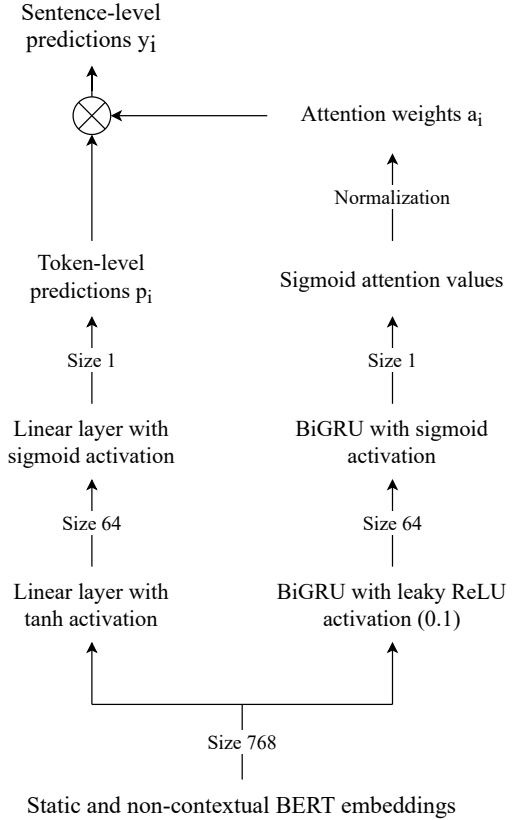 Sentence-level
predictions yi
Attention weights ai
Normalization
Token-level
predictions pi
Sigmoid attention values
Size 1
Size 1
Linear layer with
sigmoid activation
BiGRU with sigmoid
activation
Size 64
Size 64
Linear layer with
tanh activation
BiGRU with leaky ReLU
activation (0.1)
Size 768
Static and non-contextual BERT embeddings